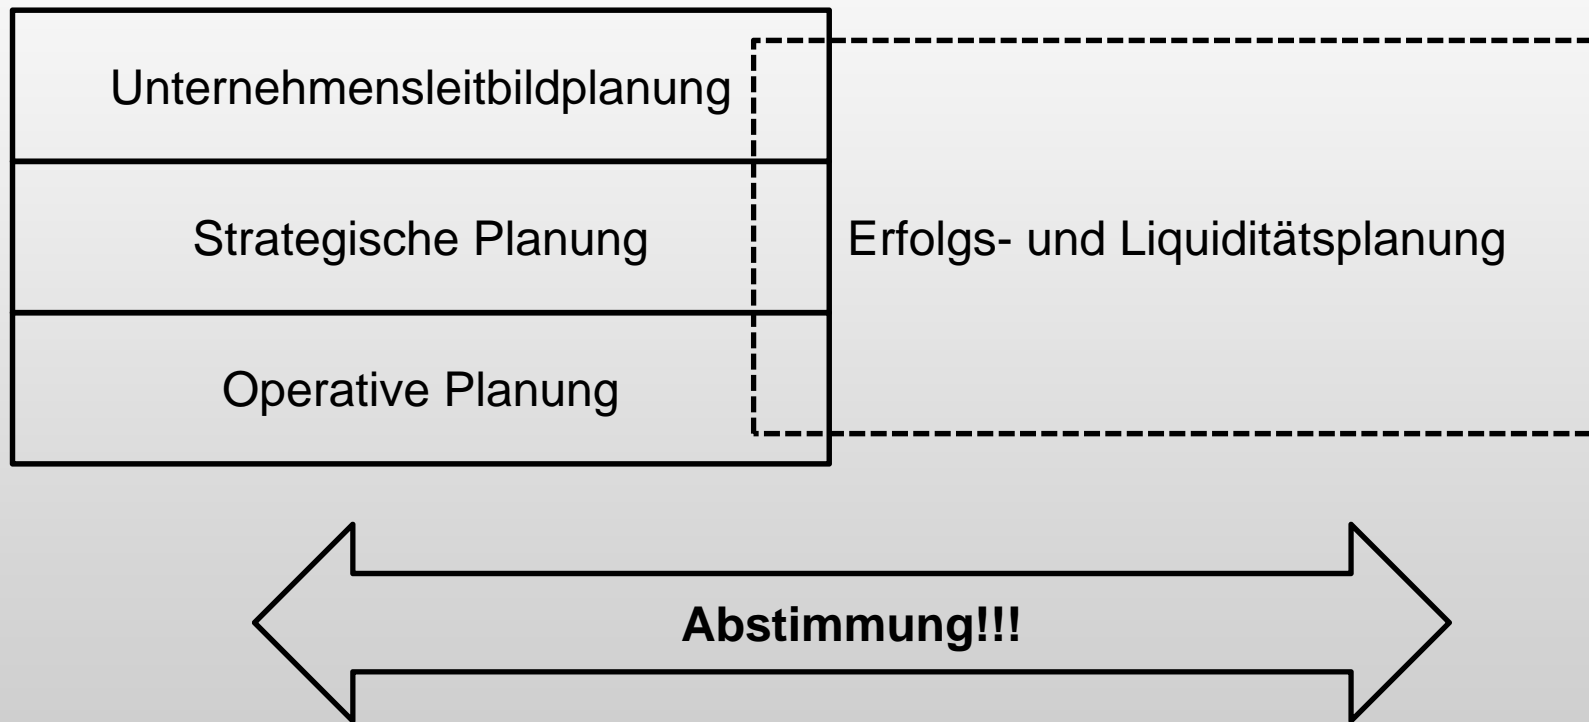 Unternehmensleitbildplanung
Strategische Planung
Erfolgs- und Liquiditätsplanung
Operative Planung
Abstimmung!!!